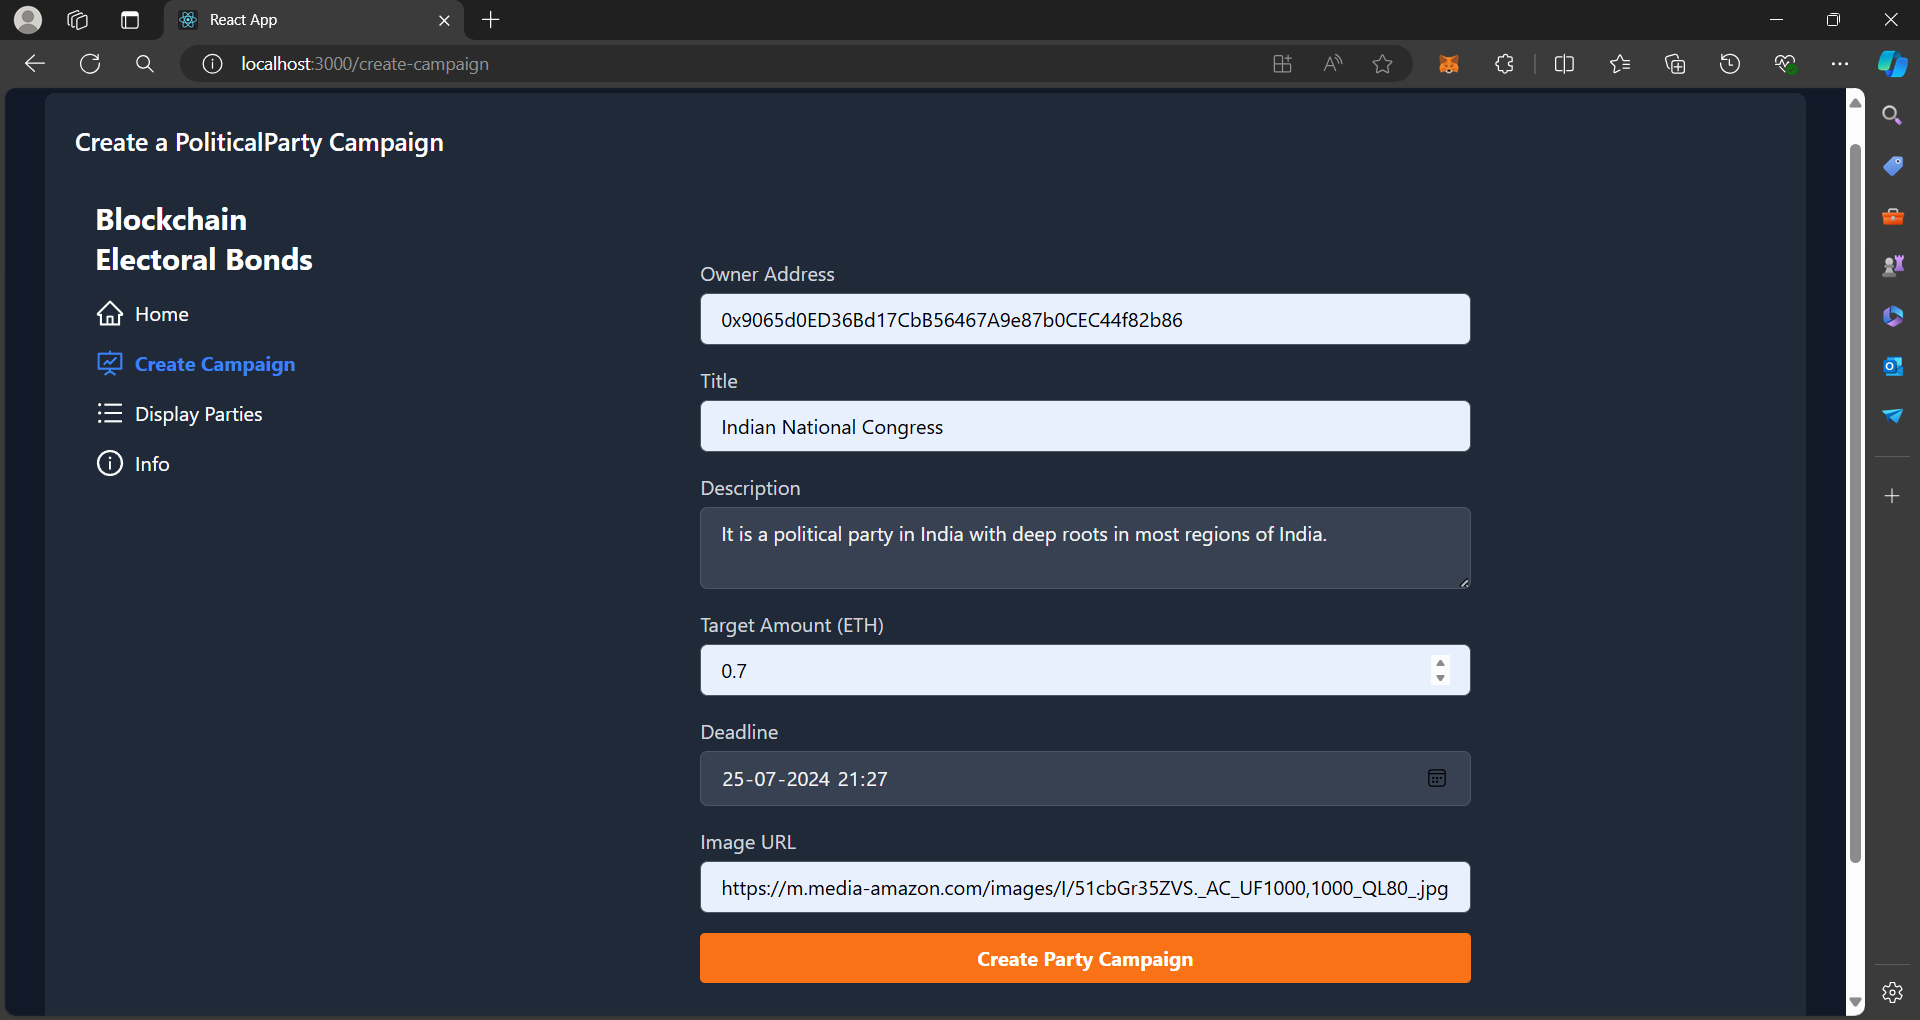 React App
localhost:3000/create-campaign
Create a PoliticalParty Campaign
Blockchain
Electoral Bonds
Home
Create Campaign
Display Parties
Info
Owner Address
0x9065d0ED36Bd17CbB56467A9e87b0CEC44f82b86
Title
Indian National Congress
Description
It is a political party in India with deep roots in most regions of India.
Target Amount (ETH)
0.7
Deadline
25-07-2024 21:27
Image URL
https://m.media-amazon.com/images/I/51cbGr35ZVS._AC_UF1000,1000_QL80_.jpg
Create Party Campaign